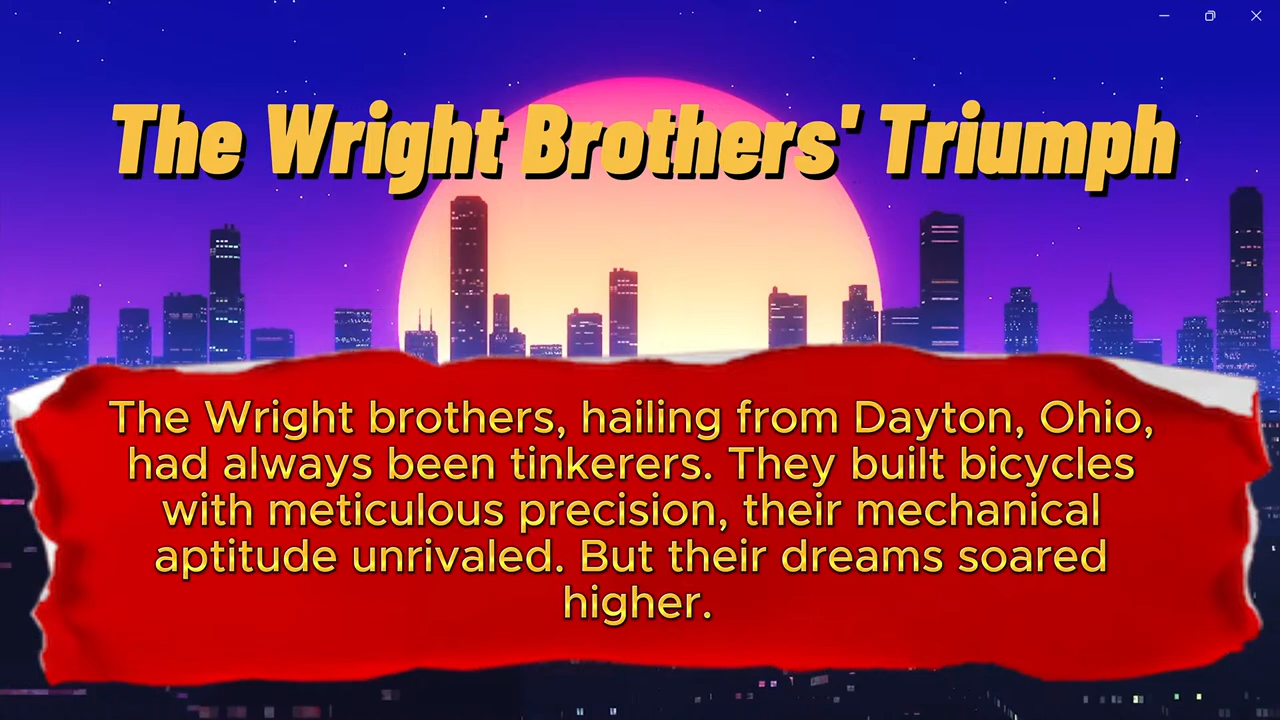 The Wright Brothers' Triumph
The Wright brothers, hailing from Dayton, Ohio,
had always been tinkerers. They built bicycles
with meticulous precision, their mechanical
aptitude unrivaled. But their dreams soared
higher.